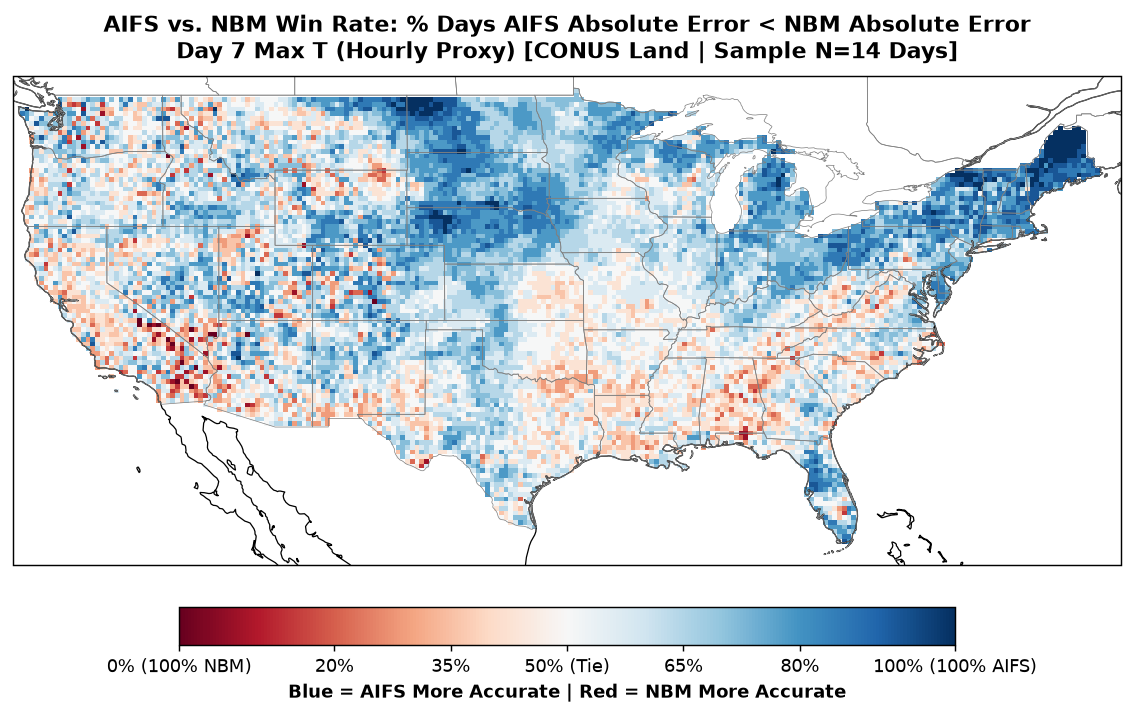 AIFS vs. NBM Win Rate: % Days AIFS Absolute Error < NBM Absolute Error
Day 7 Max T (Hourly Proxy) [CONUS Land | Sample N=14 Days]
0% (100% NBM) 20% 35% 50% (Tie) 65% 80% 100% (100% AIFS)
Blue = AIFS More Accurate | Red = NBM More Accurate